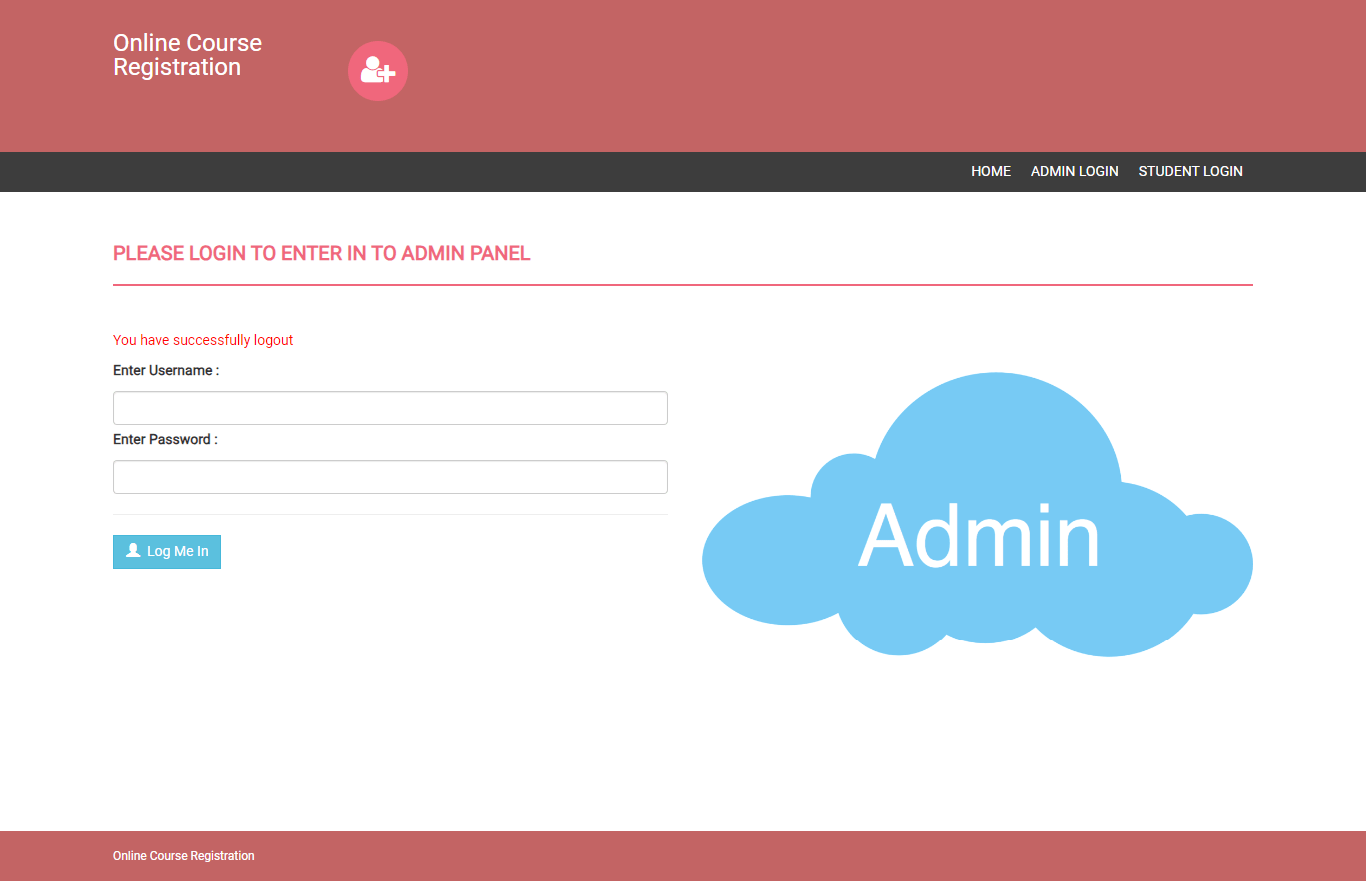 Online Course
Registration
HOME ADMIN LOGIN STUDENT LOGIN
PLEASE LOGIN TO ENTER IN TO ADMIN PANEL
You have successfully logout
Enter Username :
Enter Password :
Log Me In
Admin
Online Course Registration